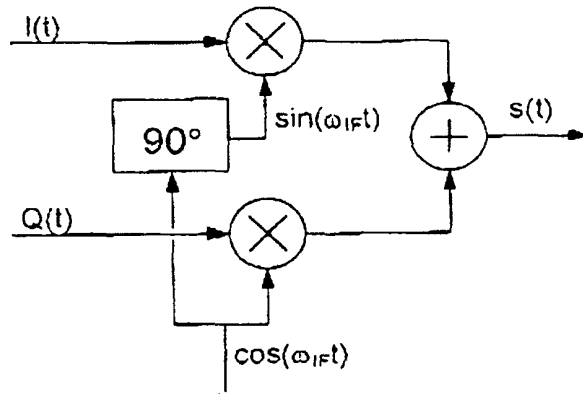 I(t)
sin(ω_IF t)
90°
s(t)
Q(t)
cos(ω_IF t)